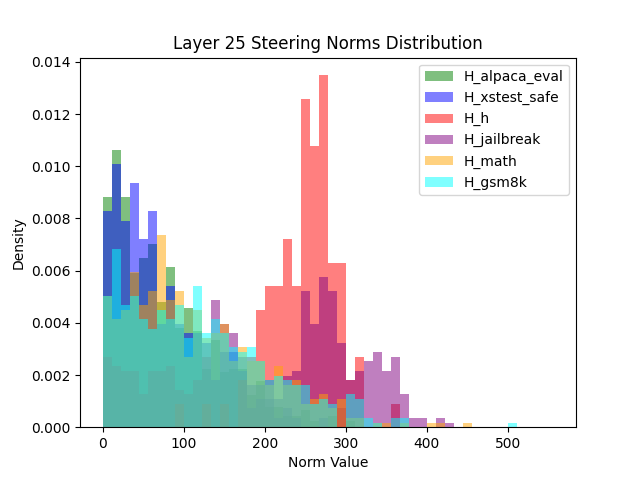 Layer 25 Steering Norms Distribution
0.014
0.012
0.010
0.008
0.006
0.004
0.002
0.000
Density
H_alpaca_eval
H_xstest_safe
H_h
H_jailbreak
H_math
H_gsm8k
0 100 200 300 400 500
Norm Value